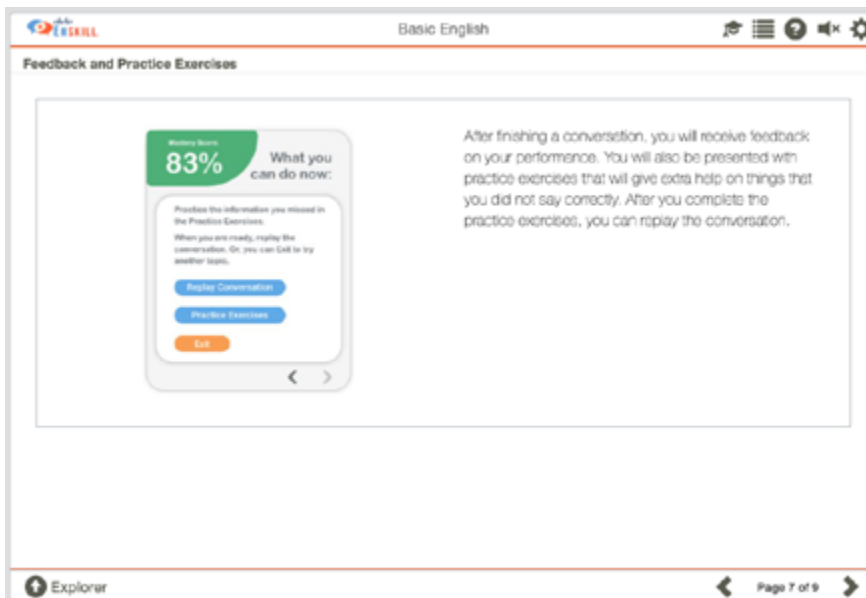 Basic English
Feedback and Practice Exercises
Mastery Score
83%
What you
can do now:
Practice the information you missed in
the Practice Exercises.
When you are ready, replay the
conversation. Or, you can Exit to try
another topic.
Replay Conversation
Practice Exercises
Exit
After finishing a conversation, you will receive feedback
on your performance. You will also be presented with
practice exercises that will give extra help on things that
you did not say correctly. After you complete the
practice exercises, you can replay the conversation.
Explorer
Page 7 of 9